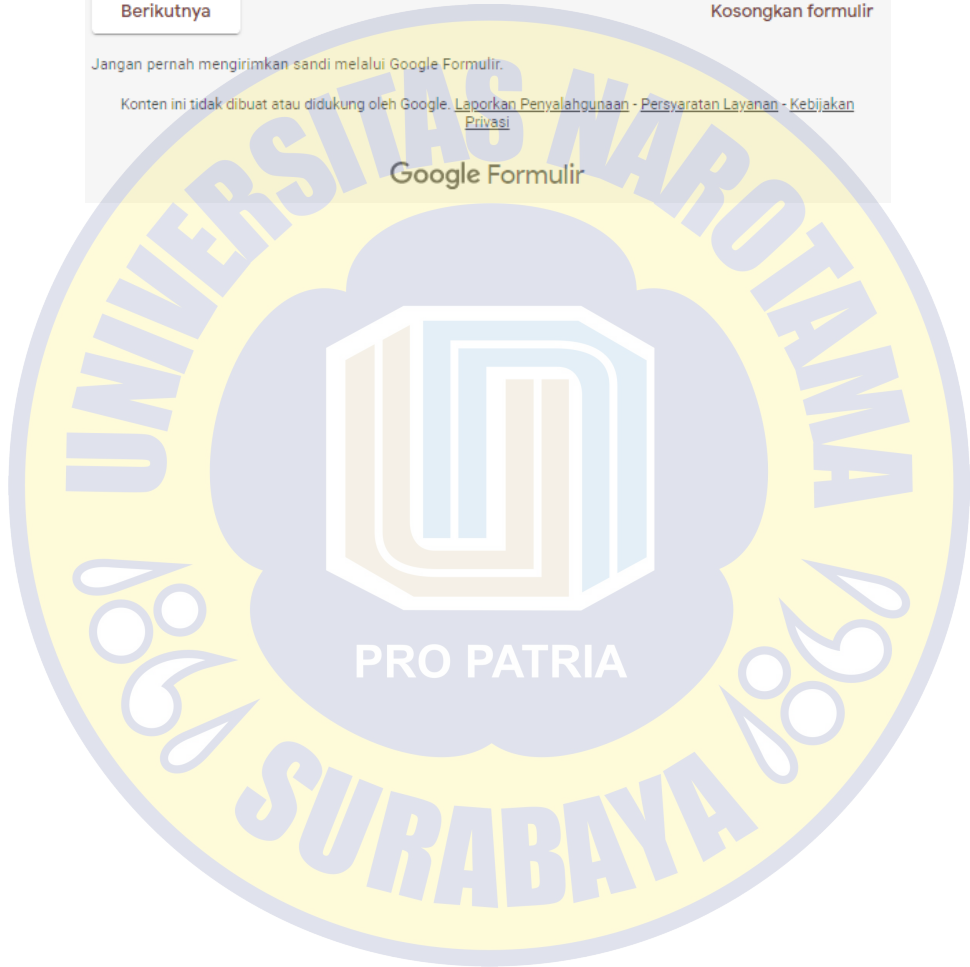 Berikutnya
Kosongkan formulir
Jangan pernah mengirimkan sandi melalui Google Formulir.
Konten ini tidak dibuat atau didukung oleh Google. Laporkan Penyalahgunaan - Persyaratan Layanan - Kebijakan
Privasi
Google Formulir
UNIVERSITAS NAROTAMA
PRO PATRIA
SURABAYA